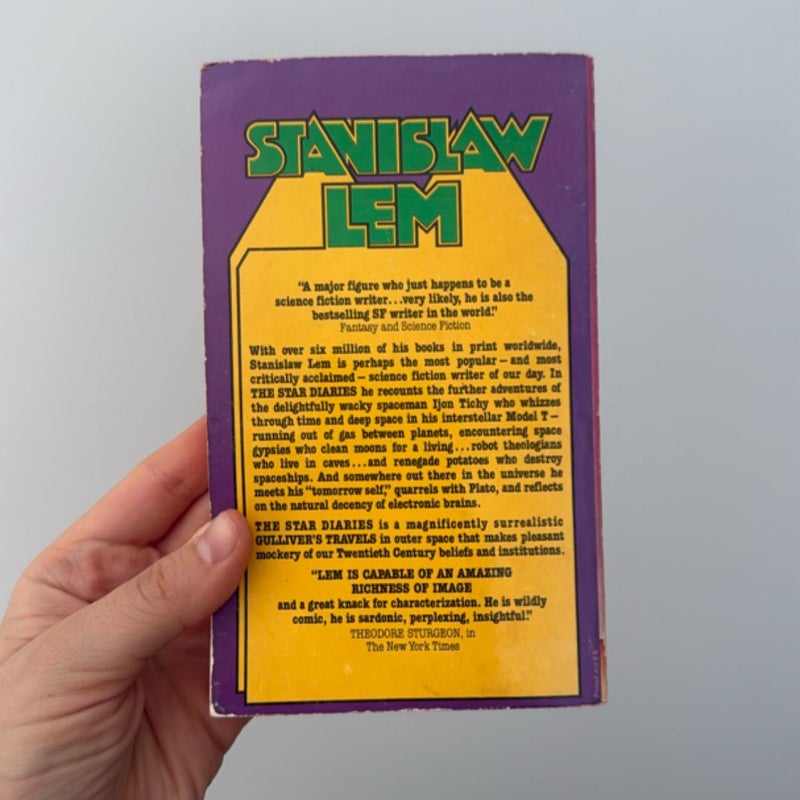 STANISLAW
LEM
“A major figure who just happens to be a
science fiction writer...very likely, he is also the
bestselling SF writer in the world.”
Fantasy and Science Fiction
With over six million of his books in print worldwide,
Stanislaw Lem is perhaps the most popular – and most
critically acclaimed – science fiction writer of our day. In
THE STAR DIARIES he recounts the further adventures of
the delightfully wacky spaceman Ijon Tichy who whizzes
through time and deep space in his interstellar Model T –
running out of gas between planets, encountering space
gypsies who clean moons for a living...robot theologians
who live in caves...and renegade potatoes who destroy
spaceships. And somewhere out there in the universe he
meets his “tomorrow self,” quarrels with Plato, and reflects
on the natural decency of electronic brains.
THE STAR DIARIES is a magnificently surrealistic
GULLIVER'S TRAVELS in outer space that makes pleasant
mockery of our Twentieth Century beliefs and institutions.
“LEM IS CAPABLE OF AN AMAZING
RICHNESS OF IMAGE
and a great knack for characterization. He is wildly
comic, he is sardonic, perplexing, insightful.”
THEODORE STURGEON, in
The New York Times